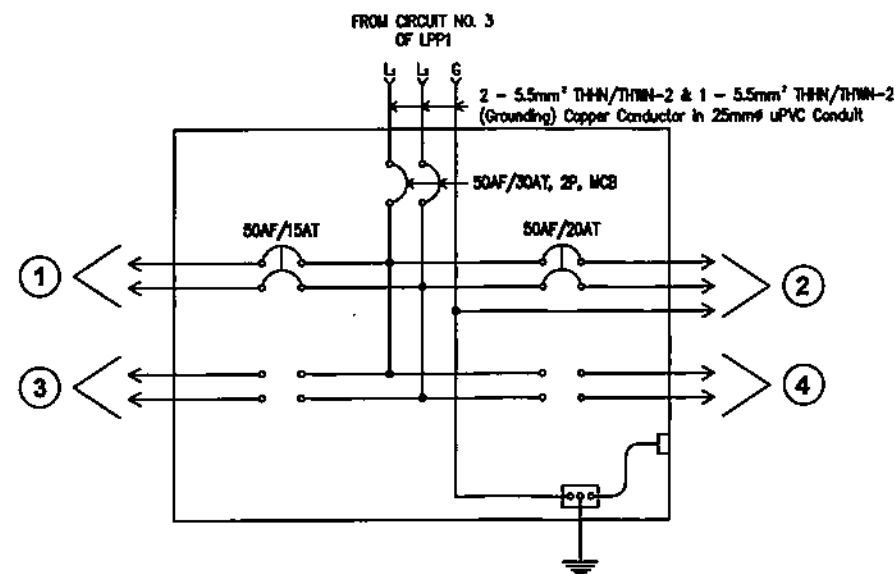 FROM CIRCUIT NO. 3
OF LPP1
L₁ L₂ G
2 - 5.5mm² THHN/THWN-2 & 1 - 5.5mm² THHN/THWN-2
(Grounding) Copper Conductor in 25mmø uPVC Conduit
50AF/30AT, 2P, MCB
50AF/15AT
50AF/20AT
1
2
3
4